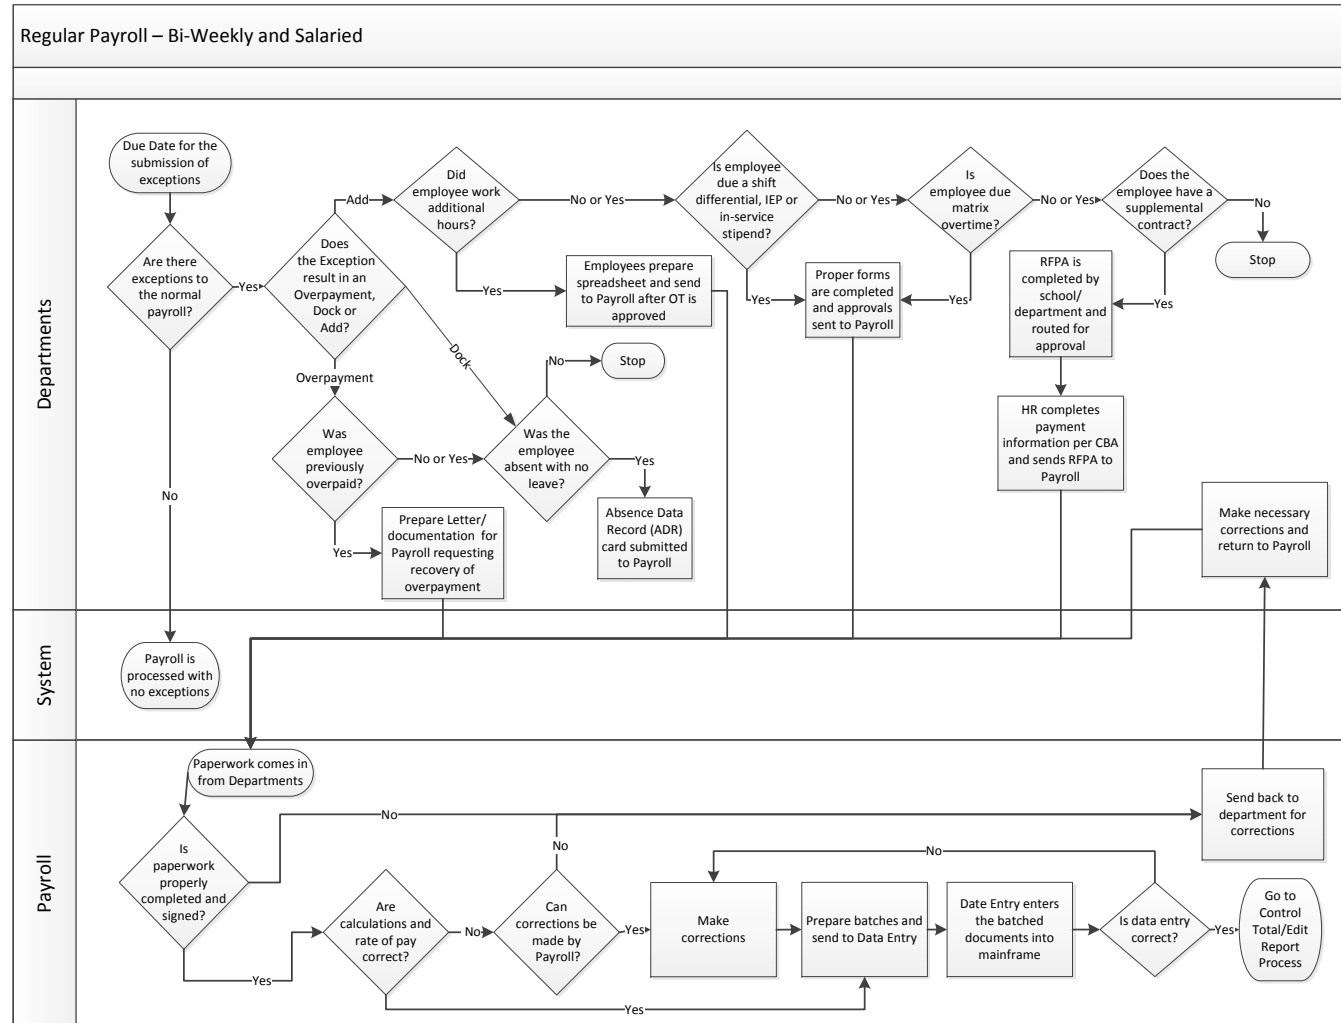 Regular Payroll – Bi-Weekly and Salaried
Departments
Due Date for the
submission of
exceptions
Are there
exceptions to
the normal
payroll?
Yes
No
Does
the Exception
result in an
Overpayment,
Dock or
Add?
Add
Dock
Overpayment
Did
employee work
additional
hours?
No or Yes
Yes
Employees prepare
spreadsheet and send
to Payroll after OT is
approved
Is employee
due a shift
differential, IEP or
in-service
stipend?
No or Yes
Yes
Proper forms
are completed
and approvals
sent to Payroll
Is
employee due
matrix
overtime?
No or Yes
Yes
Does the
employee have a
supplemental
contract?
No
Stop
Yes
RFPA is
completed by
school/
department and
routed for
approval
HR completes
payment
information per CBA
and sends RFPA to
Payroll
Was
employee
previously
overpaid?
No or Yes
Yes
Prepare Letter/
documentation for
Payroll requesting
recovery of
overpayment
Was the
employee
absent with no
leave?
No
Stop
Yes
Absence Data
Record (ADR)
card submitted
to Payroll
Make necessary
corrections and
return to Payroll
System
Payroll is
processed with
no exceptions
Payroll
Paperwork comes in
from Departments
Is
paperwork
properly
completed and
signed?
No
Yes
Are
calculations and
rate of pay
correct?
No
Yes
Can
corrections be
made by
Payroll?
No
Yes
Make
corrections
Prepare batches and
send to Data Entry
Date Entry enters
the batched
documents into
mainframe
Is data entry
correct?
No
Yes
Send back to
department for
corrections
Go to
Control
Total/Edit
Report
Process